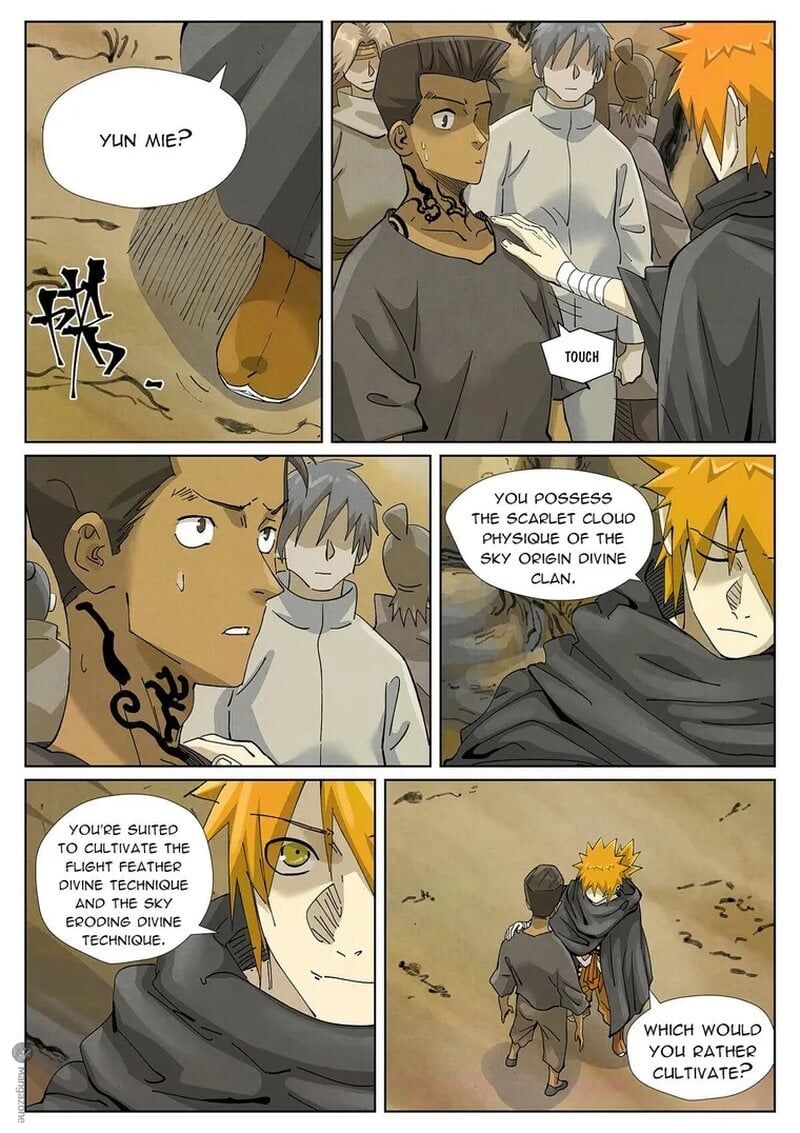 YUN MIE?
TOUCH
YOU POSSESS
THE SCARLET CLOUD
PHYSIQUE OF THE
SKY ORIGIN DIVINE
CLAN.
YOU'RE SUITED
TO CULTIVATE THE
FLIGHT FEATHER
DIVINE TECHNIQUE
AND THE SKY
ERODING DIVINE
TECHNIQUE.
WHICH WOULD
YOU RATHER
CULTIVATE?
Mangazone